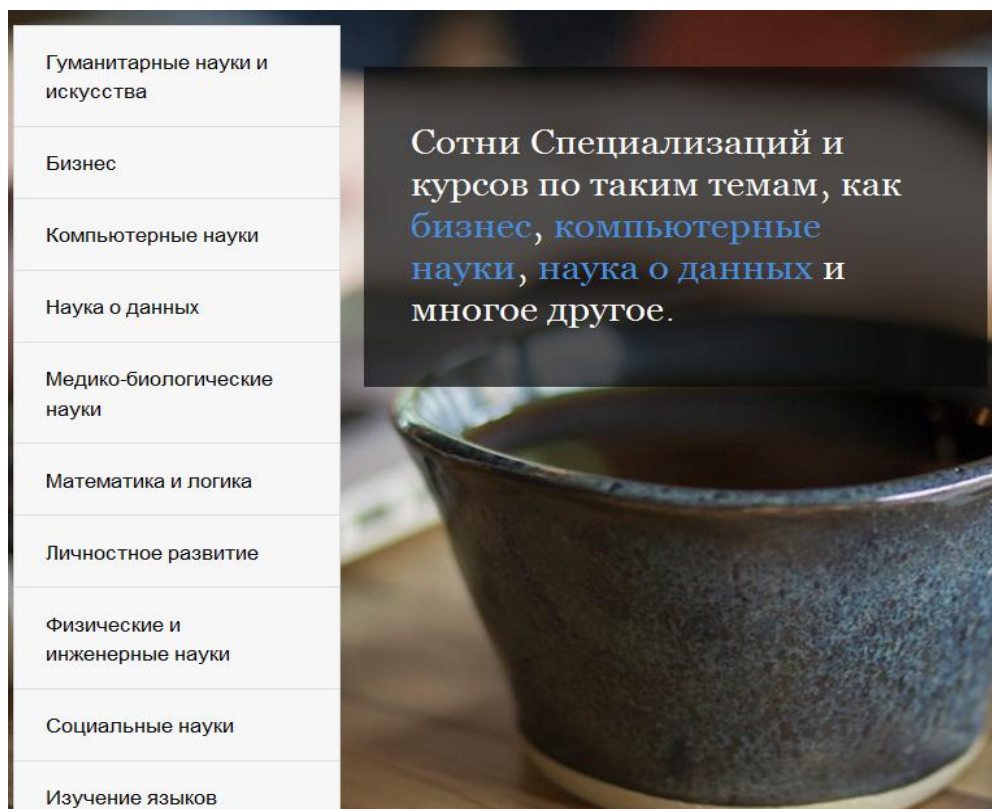 Гуманитарные науки и
искусства
Бизнес
Компьютерные науки
Наука о данных
Медико-биологические
науки
Математика и логика
Личностное развитие
Физические и
инженерные науки
Социальные науки
Изучение языков
Сотни Специализаций и
курсов по таким темам, как
бизнес, компьютерные
науки, наука о данных и
многое другое.